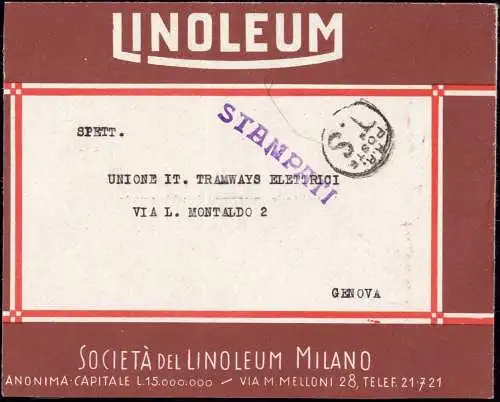 LINOLEUM
SPETT.
STAMPATI
UNIONE IT. TRAMWAYS ELETTRICI
VIA L. MONTALDO 2
GENOVA
SOCIETÀ DEL LINOLEUM MILANO
ANONIMA·CAPITALE L.15.000.000 - VIA M. MELLONI 28, TELEF. 21·721